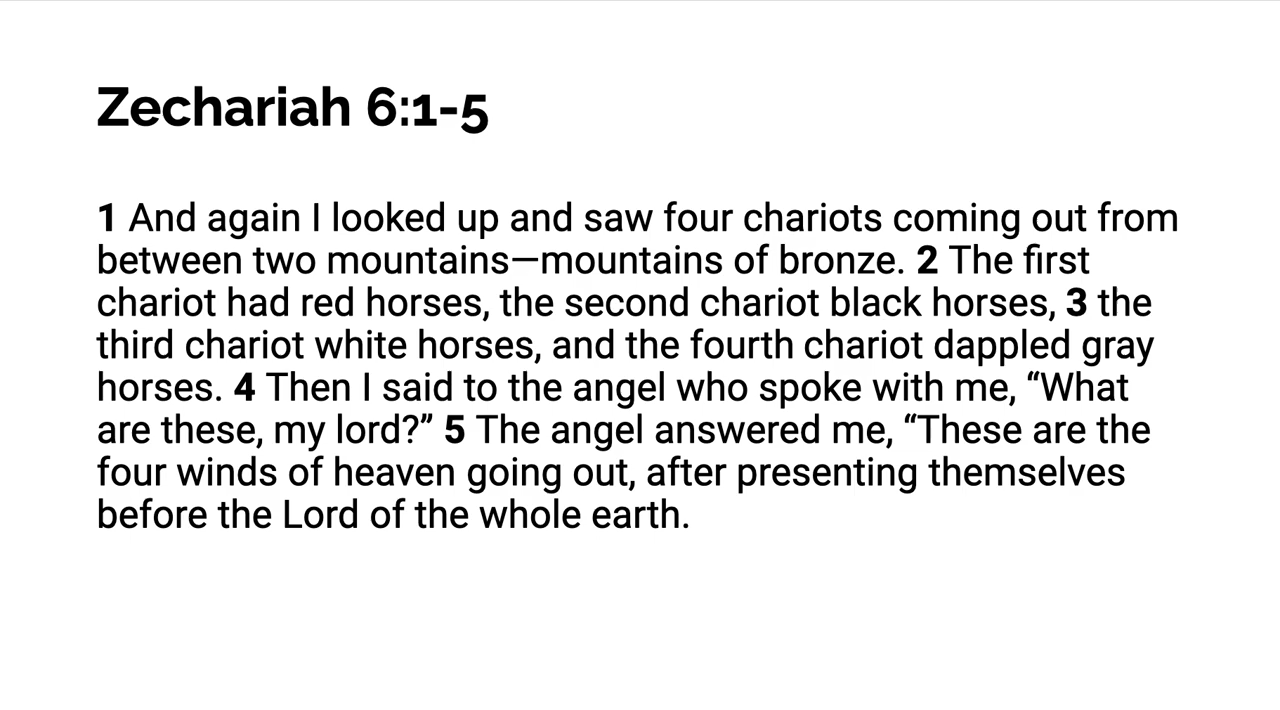 Zechariah 6:1-5
1 And again I looked up and saw four chariots coming out from
between two mountains—mountains of bronze. 2 The first
chariot had red horses, the second chariot black horses, 3 the
third chariot white horses, and the fourth chariot dappled gray
horses. 4 Then I said to the angel who spoke with me, “What
are these, my lord?” 5 The angel answered me, “These are the
four winds of heaven going out, after presenting themselves
before the Lord of the whole earth.